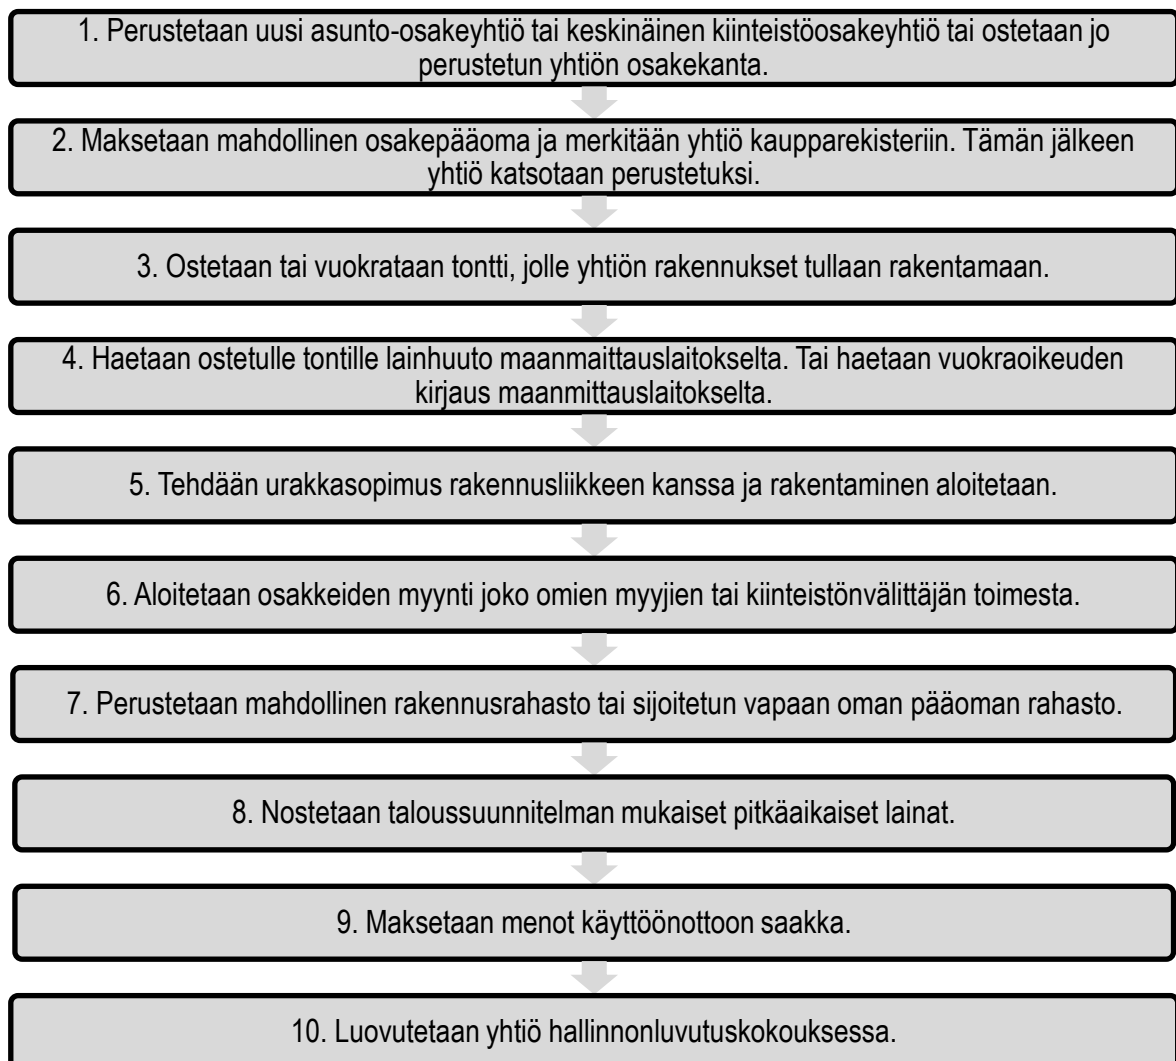 1. Perustetaan uusi asunto-osakeyhtiö tai keskinäinen kiinteistöosakeyhtiö tai ostetaan jo
perustetun yhtiön osakekanta.
2. Maksetaan mahdollinen osakepääoma ja merkitään yhtiö kaupparekisteriin. Tämän jälkeen
yhtiö katsotaan perustetuksi.
3. Ostetaan tai vuokrataan tontti, jolle yhtiön rakennukset tullaan rakentamaan.
4. Haetaan ostetulle tontille lainhuuto maanmaittauslaitokselta. Tai haetaan vuokraoikeuden
kirjaus maanmittauslaitokselta.
5. Tehdään urakkasopimus rakennusliikkeen kanssa ja rakentaminen aloitetaan.
6. Aloitetaan osakkeiden myynti joko omien myyjien tai kiinteistönvälittäjän toimesta.
7. Perustetaan mahdollinen rakennusrahasto tai sijoitetun vapaan oman pääoman rahasto.
8. Nostetaan taloussuunnitelman mukaiset pitkäaikaiset lainat.
9. Maksetaan menot käyttöönottoon saakka.
10. Luovutetaan yhtiö hallinnonluvutuskokouksessa.